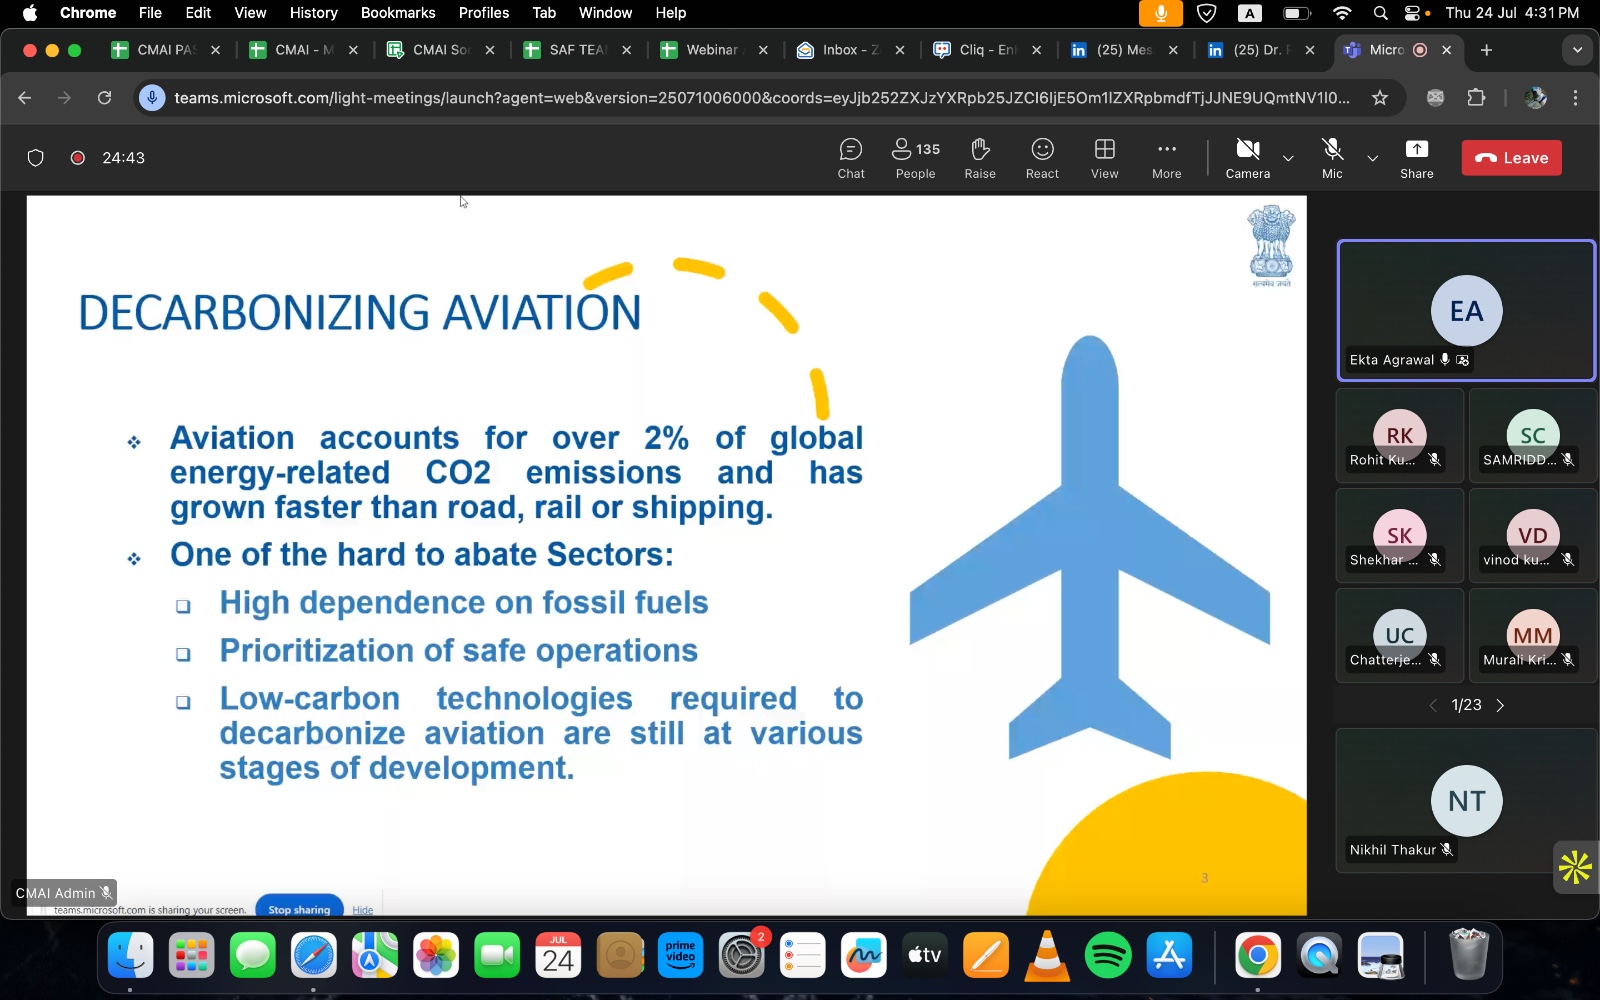 Chrome File Edit View History Bookmarks Profiles Tab Window Help
A Thu 24 Jul 4:31 PM
CMAI PAS CMAI - M CMAI Soc SAF TEAM Webinar Inbox - Z Cliq - Enl (25) Mes (25) Dr. Micro
teams.microsoft.com/light-meetings/launch?agent=web&version=25071006000&coords=
24:43
135
Chat People Raise React View More Camera Mic Share Leave
सत्यमेव जयते
DECARBONIZING AVIATION
Aviation accounts for over 2% of global
energy-related CO2 emissions and has
grown faster than road, rail or shipping.
One of the hard to abate Sectors:
High dependence on fossil fuels
Prioritization of safe operations
Low-carbon technologies required to
decarbonize aviation are still at various
stages of development.
3
CMAI Admin
teams.microsoft.com is sharing your screen. Stop sharing Hide
EA
Ekta Agrawal
RK SC
Rohit Ku... SAMRIDD...
SK VD
Shekhar ... vinod ku...
UC MM
Chatterje... Murali Kri...
1/23
NT
Nikhil Thakur
JUL
24
prime
video
2
tv